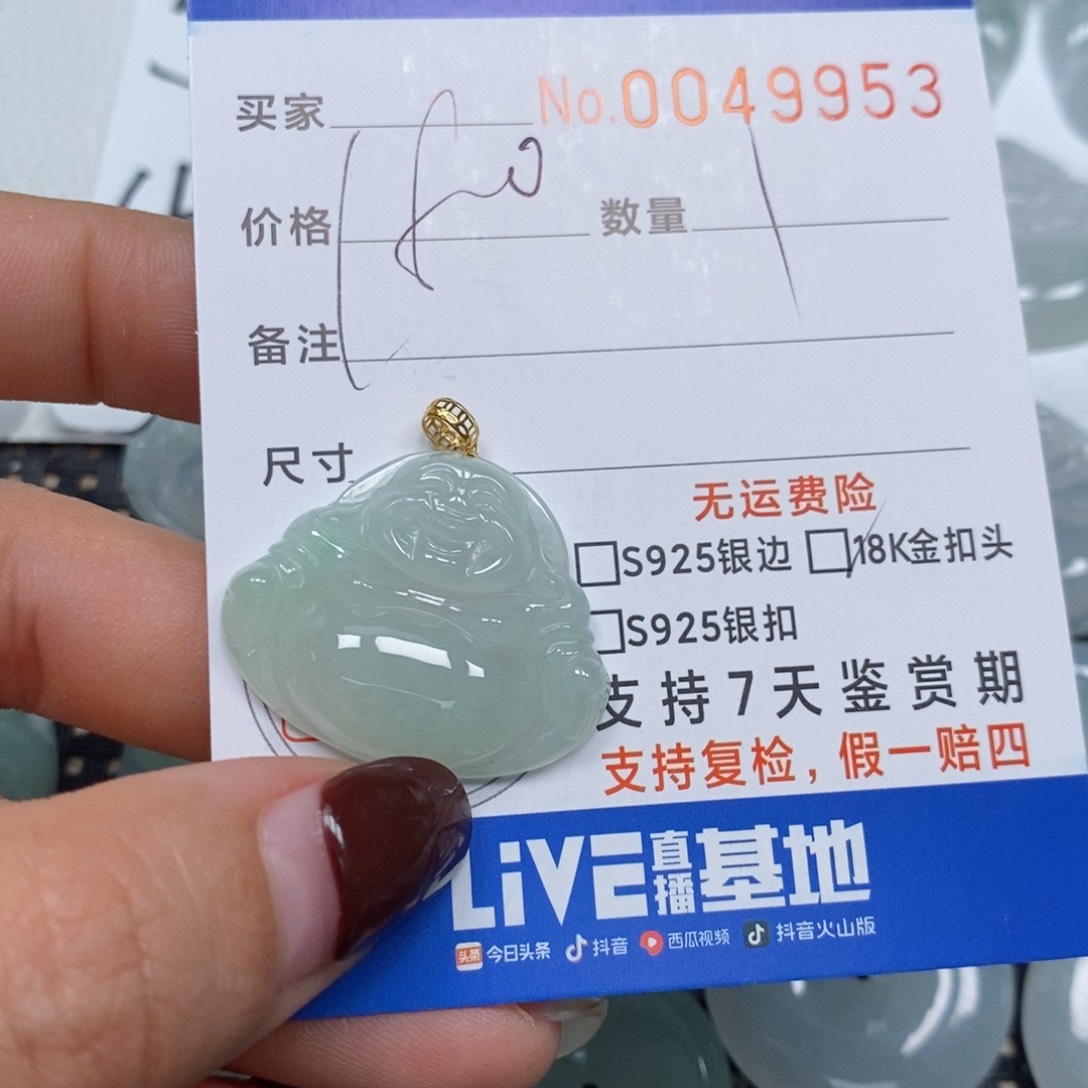 买家 No.0049953
价格 数量 1
备注
尺寸
无运费险
S925银边 18K金扣头
S925银扣
支持7天鉴赏期
支持复检，假一赔四
LiVE直播基地
头条 今日头条 抖音 西瓜视频 抖音火山版